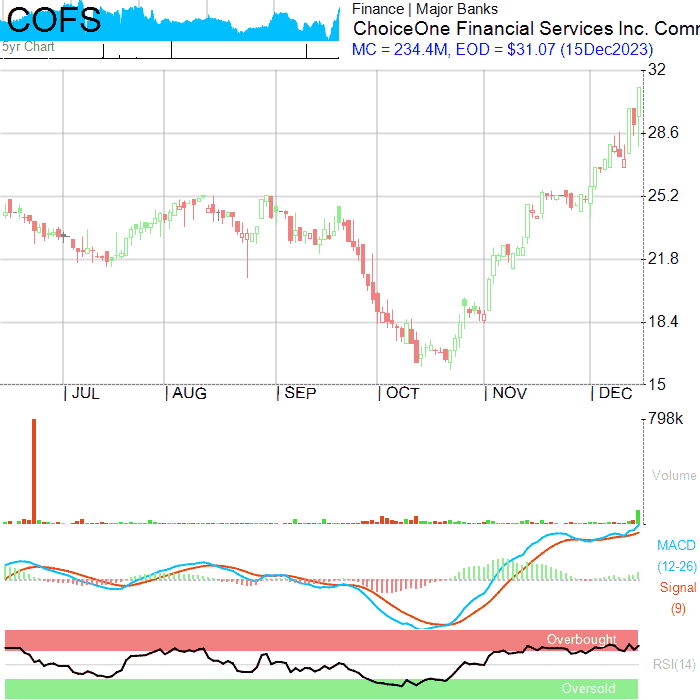 COFS
5yr Chart
Finance | Major Banks
ChoiceOne Financial Services Inc. Comm
MC = 234.4M, EOD = $31.07 (15Dec2023)
32
28.6
25.2
21.8
18.4
15
JUL
AUG
SEP
OCT
NOV
DEC
798k
Volume
MACD
(12-26)
Signal
(9)
Overbought
RSI(14)
Oversold